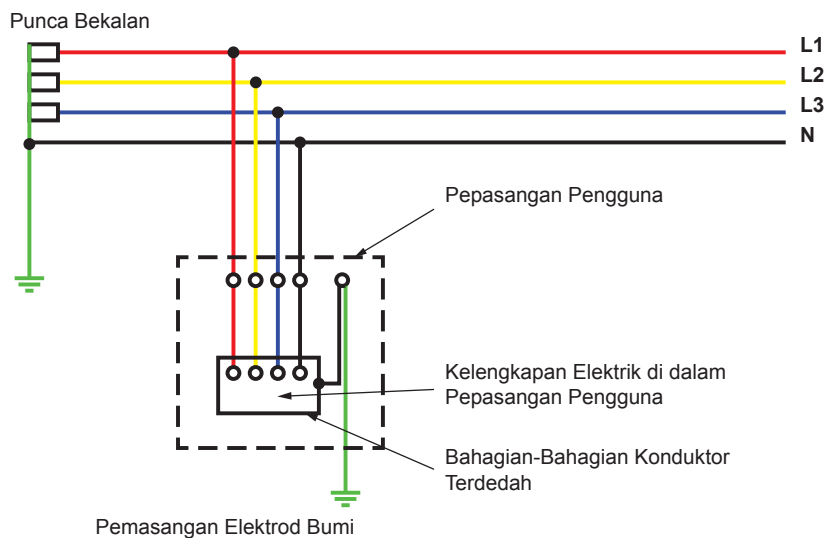 Punca Bekalan
L1
L2
L3
N
Pepasangan Pengguna
Kelengkapan Elektrik di dalam
Pepasangan Pengguna
Bahagian-Bahagian Konduktor
Terdedah
Pemasangan Elektrod Bumi